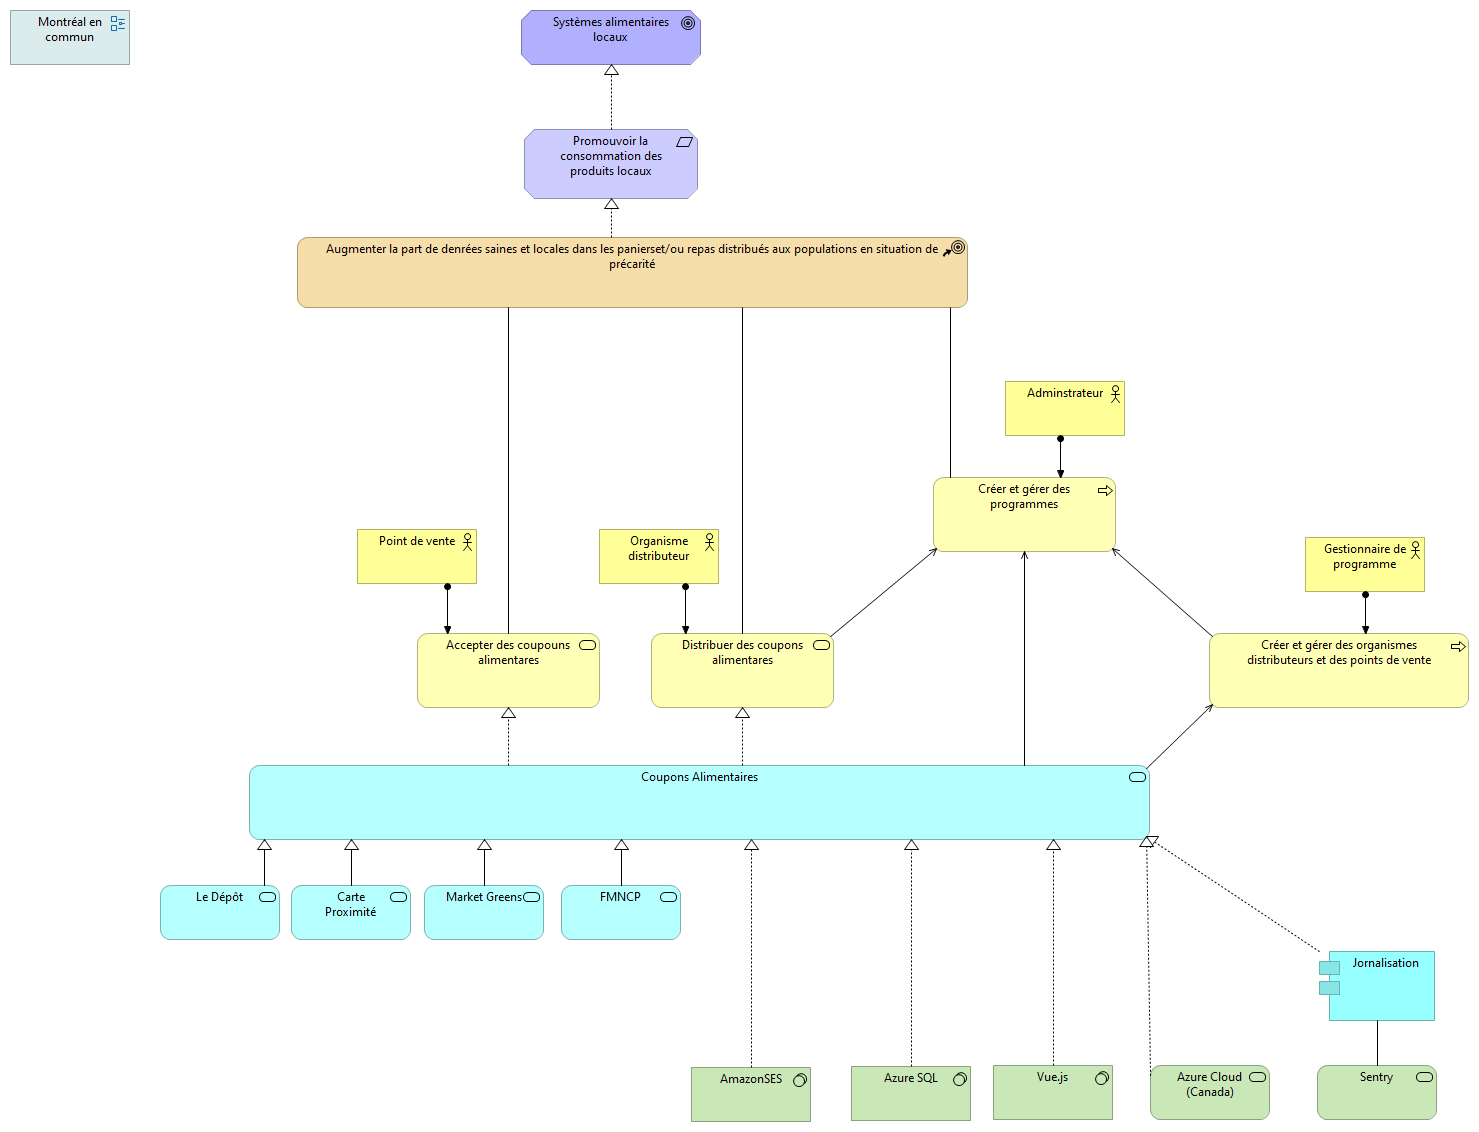 Montréal en
commun
Systèmes alimentaires
locaux
Promouvoir la
consommation des
produits locaux
Augmenter la part de denrées saines et locales dans les panierset/ou repas distribués aux populations en situation de
précarité
Adminstrateur
Créer et gérer des
programmes
Point de vente
Organisme
distributeur
Gestionnaire de
programme
Accepter des coupouns
alimentares
Distribuer des coupons
alimentares
Créer et gérer des organismes
distributeurs et des points de vente
Coupons Alimentaires
Le Dépôt
Carte
Proximité
Market Greens
FMNCP
Jornalisation
AmazonSES
Azure SQL
Vue.js
Azure Cloud
(Canada)
Sentry